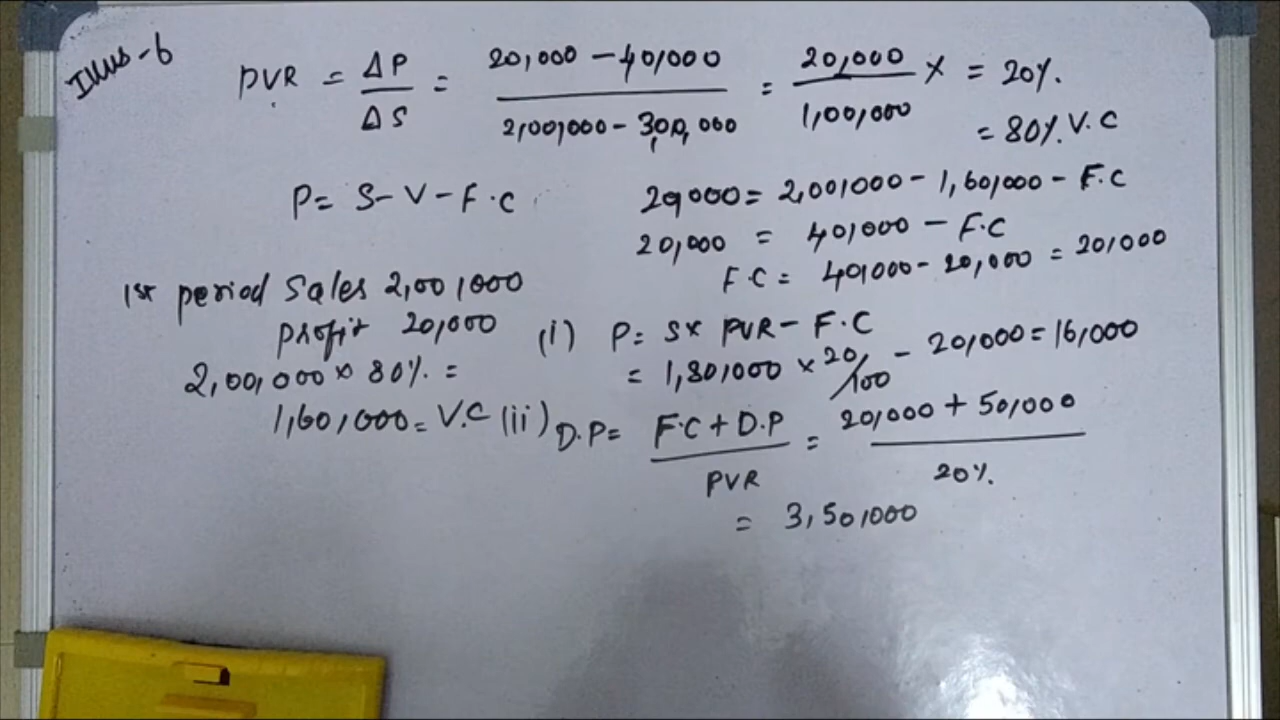 Illus-6
PVR = ΔP / ΔS = 20,000 - 40,000 / 2,00,000 - 3,00,000 = 20,000 / 1,00,000 × = 20%.
= 80%. V.C
P = S - V - F.C
20,000 = 2,00,000 - 1,60,000 - F.C
20,000 = 40,000 - F.C
F.C = 40,000 - 20,000 = 20,000
1st period Sales 2,00,000
profit 20,000
2,00,000 × 80%. =
1,60,000 = V.C
(i) P = S × PVR - F.C
= 1,80,000 × 20/100 - 20,000 = 16,000
(ii) D.P = F.C + D.P / PVR = 20,000 + 50,000 / 20%.
= 3,50,000